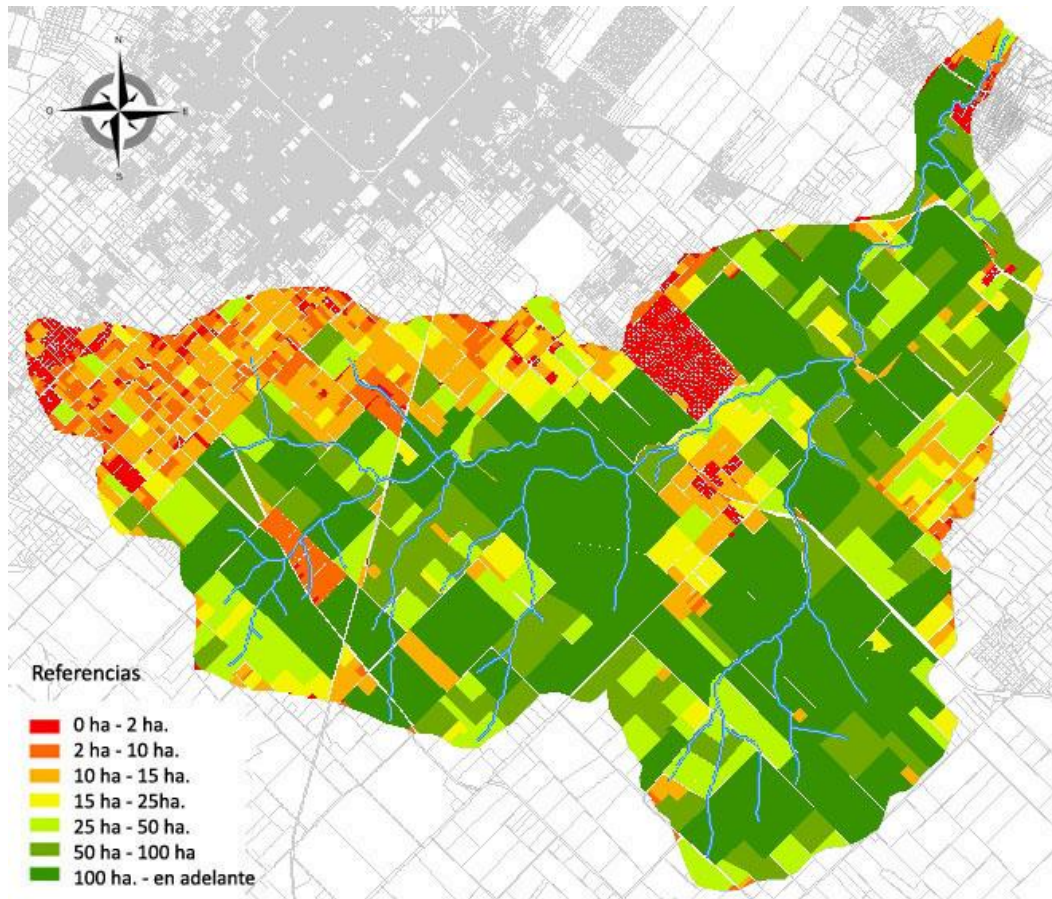 N
O
E
S
Referencias
0 ha - 2 ha.
2 ha - 10 ha.
10 ha - 15 ha.
15 ha - 25ha.
25 ha - 50 ha.
50 ha - 100 ha
100 ha. - en adelante